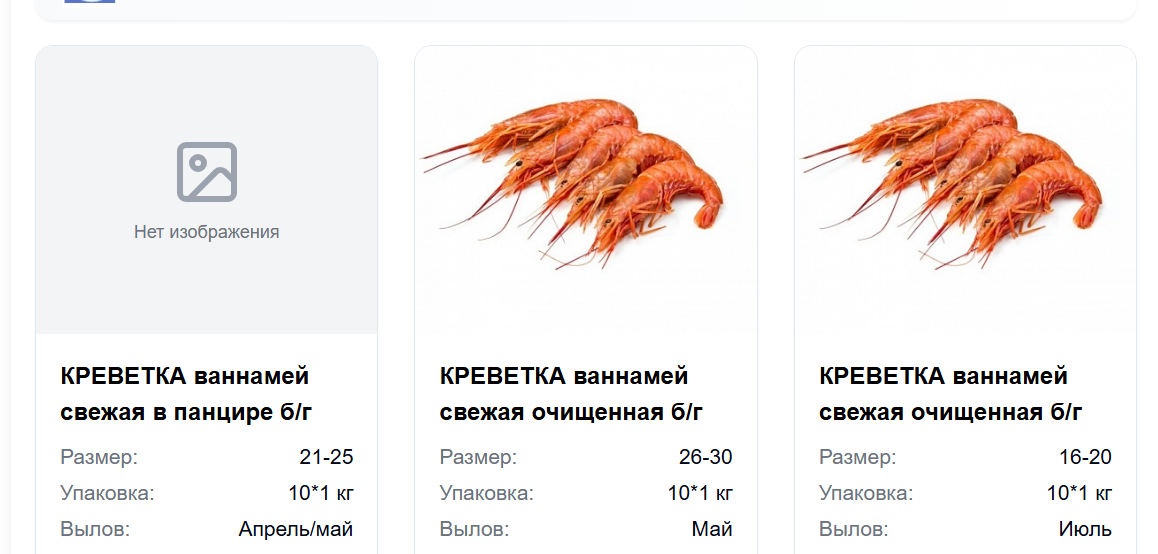 Нет изображения
КРЕВЕТКА ваннамей
свежая в панцире б/г
Размер: 21-25
Упаковка: 10*1 кг
Вылов: Апрель/май
КРЕВЕТКА ваннамей
свежая очищенная б/г
Размер: 26-30
Упаковка: 10*1 кг
Вылов: Май
КРЕВЕТКА ваннамей
свежая очищенная б/г
Размер: 16-20
Упаковка: 10*1 кг
Вылов: Июль